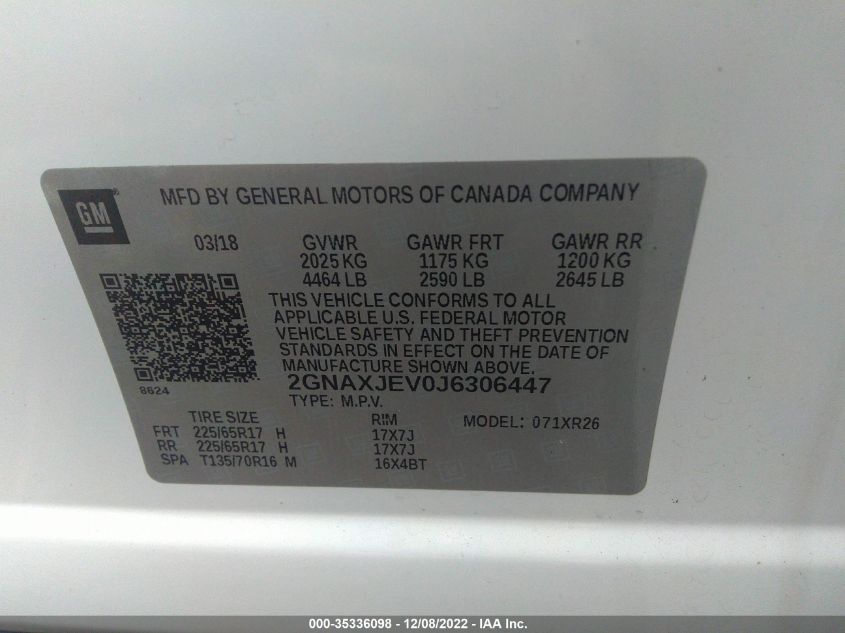 GM
MFD BY GENERAL MOTORS OF CANADA COMPANY
03/18 GVWR GAWR FRT GAWR RR
2025 KG 1175 KG 1200 KG
4464 LB 2590 LB 2645 LB
THIS VEHICLE CONFORMS TO ALL
APPLICABLE U.S. FEDERAL MOTOR
VEHICLE SAFETY AND THEFT PREVENTION
STANDARDS IN EFFECT ON THE DATE OF
MANUFACTURE SHOWN ABOVE.
8624
2GNAXJEV0J6306447
TYPE: M.P.V.
TIRE SIZE RIM MODEL: 071XR26
FRT 225/65R17 H 17X7J
RR 225/65R17 H 17X7J
SPA T135/70R16 M 16X4BT
000-35336098 - 12/08/2022 - IAA Inc.